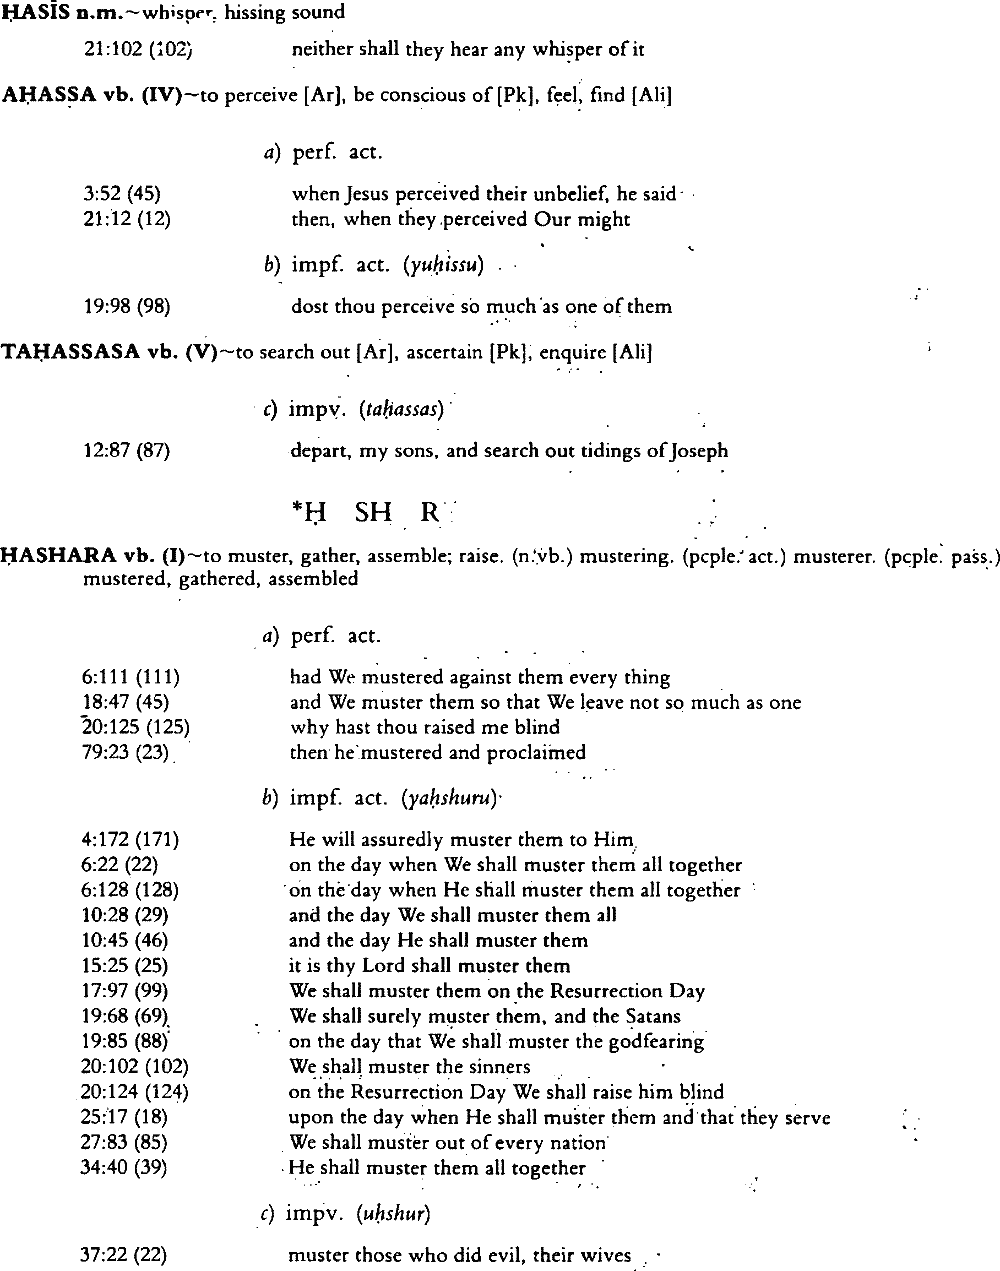 ḤASĪS n.m.~whisper, hissing sound
21:102 (102) neither shall they hear any whisper of it
AḤASSA vb. (IV)~to perceive [Ar], be conscious of [Pk], feel, find [Ali]
a) perf. act.
3:52 (45) when Jesus perceived their unbelief, he said
21:12 (12) then, when they perceived Our might
b) impf. act. (yuḥissu)
19:98 (98) dost thou perceive so much as one of them
TAḤASSASA vb. (V)~to search out [Ar], ascertain [Pk], enquire [Ali]
c) impv. (taḥassas)
12:87 (87) depart, my sons, and search out tidings of Joseph
*Ḥ SH R
ḤASHARA vb. (I)~to muster, gather, assemble; raise. (n.vb.) mustering. (pcple. act.) musterer. (pcple. pass.)
mustered, gathered, assembled
a) perf. act.
6:111 (111) had We mustered against them every thing
18:47 (45) and We muster them so that We leave not so much as one
20:125 (125) why hast thou raised me blind
79:23 (23) then he mustered and proclaimed
b) impf. act. (yaḥshuru)
4:172 (171) He will assuredly muster them to Him
6:22 (22) on the day when We shall muster them all together
6:128 (128) on the day when He shall muster them all together
10:28 (29) and the day We shall muster them all
10:45 (46) and the day He shall muster them
15:25 (25) it is thy Lord shall muster them
17:97 (99) We shall muster them on the Resurrection Day
19:68 (69) We shall surely muster them, and the Satans
19:85 (88) on the day that We shall muster the godfearing
20:102 (102) We shall muster the sinners
20:124 (124) on the Resurrection Day We shall raise him blind
25:17 (18) upon the day when He shall muster them and that they serve
27:83 (85) We shall muster out of every nation
34:40 (39) He shall muster them all together
c) impv. (uḥshur)
37:22 (22) muster those who did evil, their wives